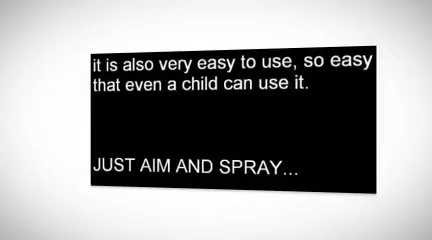 it is also very easy to use, so easy
that even a child can use it.
JUST AIM AND SPRAY...